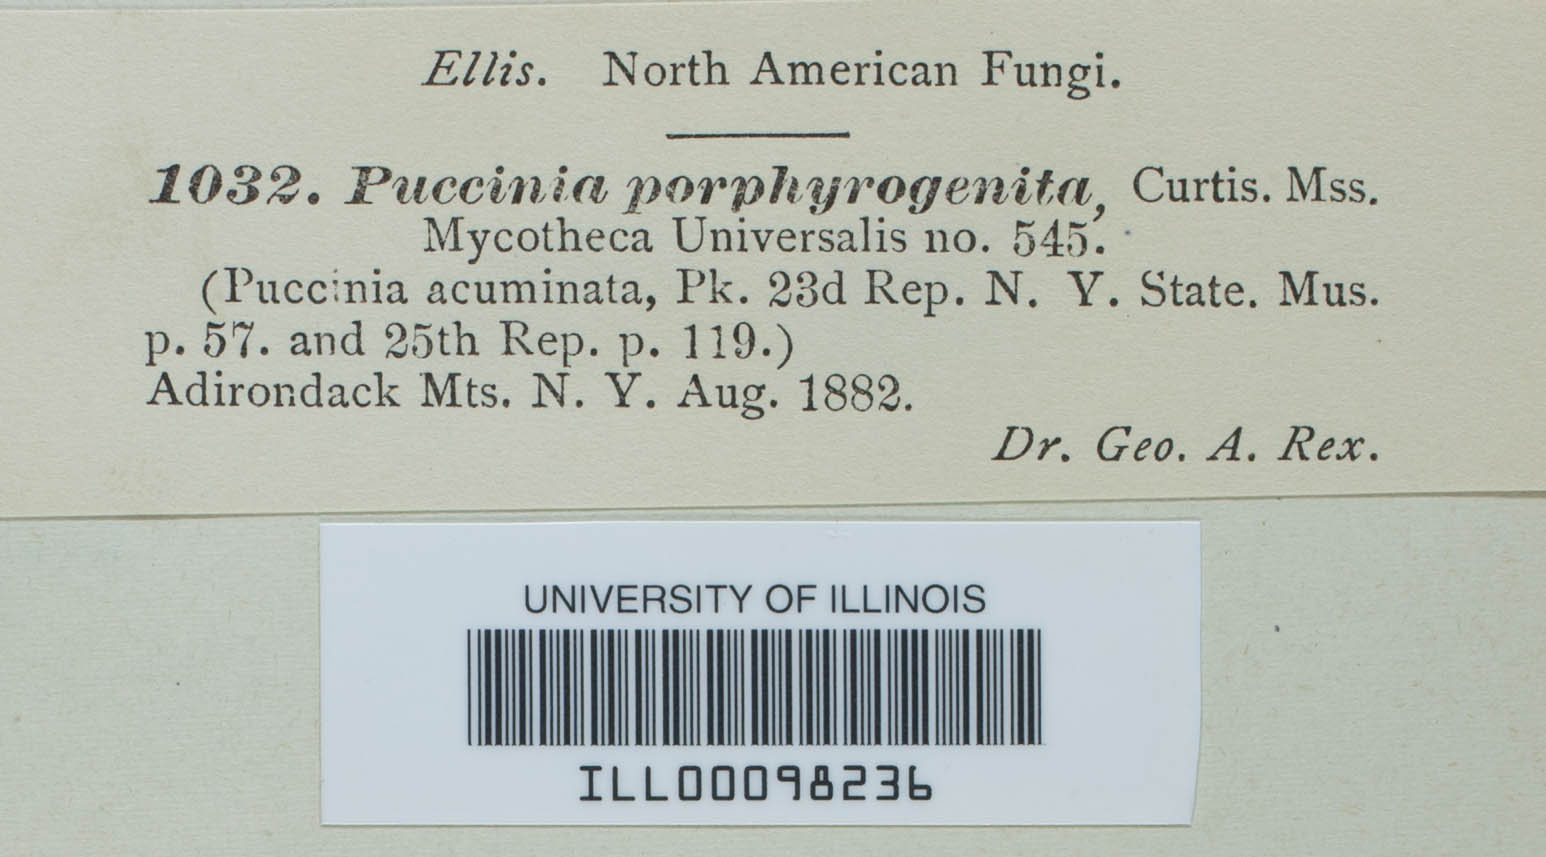 Ellis. North American Fungi.
1032. Puccinia porphyrogenita, Curtis. Mss.
Mycotheca Universalis no. 545.
(Puccinia acuminata, Pk. 23d Rep. N. Y. State. Mus.
p. 57. and 25th Rep. p. 119.)
Adirondack Mts. N. Y. Aug. 1882.
Dr. Geo. A. Rex.
UNIVERSITY OF ILLINOIS
ILL00098236